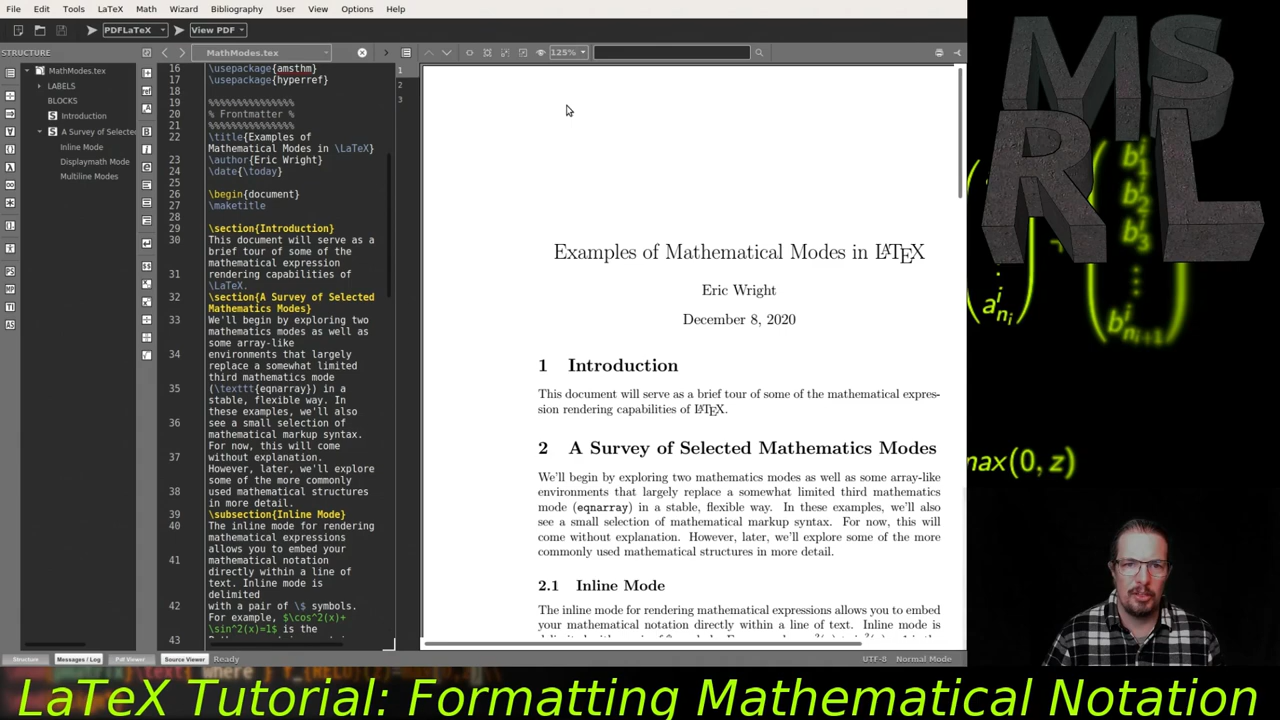 File Edit Tools LaTeX Math Wizard Bibliography User View Options Help
PDFLaTeX View PDF
STRUCTURE
MathModes.tex
125%
MathModes.tex
LABELS
BLOCKS
Introduction
A Survey of Selected
Inline Mode
Displaymath Mode
Multiline Modes
16 \usepackage{amsthm}
17 \usepackage{hyperref}
18
19 %%%%%%%%%%%%%%%
20 % Frontmatter %
21 %%%%%%%%%%%%%%%
22 \title{Examples of
Mathematical Modes in \LaTeX}
23 \author{Eric Wright}
24 \date{\today}
25
26 \begin{document}
27 \maketitle
28
29 \section{Introduction}
30 This document will serve as a
brief tour of some of the
mathematical expression
31 rendering capabilities of
\LaTeX.
32 \section{A Survey of Selected
Mathematics Modes}
33 We'll begin by exploring two
mathematics modes as well as
some array-like
34 environments that largely
replace a somewhat limited
third mathematics mode
35 (\texttt{eqnarray}) in a
stable, flexible way. In
these examples, we'll also
36 see a small selection of
mathematical markup syntax.
For now, this will come
37 without explanation.
However, later, we'll explore
some of the more commonly
38 used mathematical structures
in more detail.
39 \subsection{Inline Mode}
40 The inline mode for rendering
mathematical expressions
allows you to embed your
41 mathematical notation
directly within a line of
text. Inline mode is
delimited
42 with a pair of \$ symbols.
For example, $\cos^2(x)+
\sin^2(x)=1$ is the
43
1
2
3
Examples of Mathematical Modes in LATEX
Eric Wright
December 8, 2020
1 Introduction
This document will serve as a brief tour of some of the mathematical expres-
sion rendering capabilities of LATEX.
2 A Survey of Selected Mathematics Modes
We'll begin by exploring two mathematics modes as well as some array-like
environments that largely replace a somewhat limited third mathematics
mode (eqnarray) in a stable, flexible way. In these examples, we'll also
see a small selection of mathematical markup syntax. For now, this will
come without explanation. However, later, we'll explore some of the more
commonly used mathematical structures in more detail.
2.1 Inline Mode
The inline mode for rendering mathematical expressions allows you to embed
your mathematical notation directly within a line of text. Inline mode is
Structure Messages / Log Pdf Viewer Source Viewer Ready
UTF-8 Normal Mode
MS
RL
b_1^i
b_2^i
b_3^i
⋮
a_{n_i}^i
b_{n_{i+1}}^i
max(0, z)
LaTeX Tutorial: Formatting Mathematical Notation